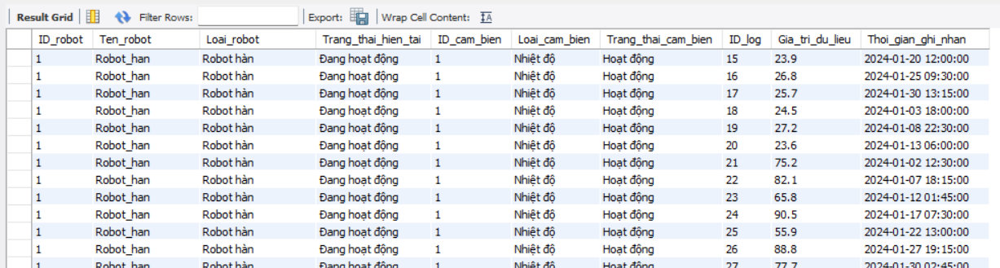 Result Grid Filter Rows: Export: Wrap Cell Content:
ID_robot Ten_robot Loai_robot Trang_thai_hien_tai ID_cam_bien Loai_cam_bien Trang_thai_cam_bien ID_log Gia_tri_du_lieu Thoi_gian_ghi_nhan
1 Robot_han Robot hàn Đang hoạt động 1 Nhiệt độ Hoạt động 15 23.9 2024-01-20 12:00:00
1 Robot_han Robot hàn Đang hoạt động 1 Nhiệt độ Hoạt động 16 26.8 2024-01-25 09:30:00
1 Robot_han Robot hàn Đang hoạt động 1 Nhiệt độ Hoạt động 17 25.7 2024-01-30 13:15:00
1 Robot_han Robot hàn Đang hoạt động 1 Nhiệt độ Hoạt động 18 24.5 2024-01-03 18:00:00
1 Robot_han Robot hàn Đang hoạt động 1 Nhiệt độ Hoạt động 19 27.2 2024-01-08 22:30:00
1 Robot_han Robot hàn Đang hoạt động 1 Nhiệt độ Hoạt động 20 23.6 2024-01-13 06:00:00
1 Robot_han Robot hàn Đang hoạt động 1 Nhiệt độ Hoạt động 21 75.2 2024-01-02 12:30:00
1 Robot_han Robot hàn Đang hoạt động 1 Nhiệt độ Hoạt động 22 82.1 2024-01-07 18:15:00
1 Robot_han Robot hàn Đang hoạt động 1 Nhiệt độ Hoạt động 23 65.8 2024-01-12 01:45:00
1 Robot_han Robot hàn Đang hoạt động 1 Nhiệt độ Hoạt động 24 90.5 2024-01-17 07:30:00
1 Robot_han Robot hàn Đang hoạt động 1 Nhiệt độ Hoạt động 25 55.9 2024-01-22 13:00:00
1 Robot_han Robot hàn Đang hoạt động 1 Nhiệt độ Hoạt động 26 88.8 2024-01-27 19:15:00
1 Robot_han Robot hàn Đang hoạt động 1 Nhiệt độ Hoạt động 27 77.7 2024-01-30 02:45:00